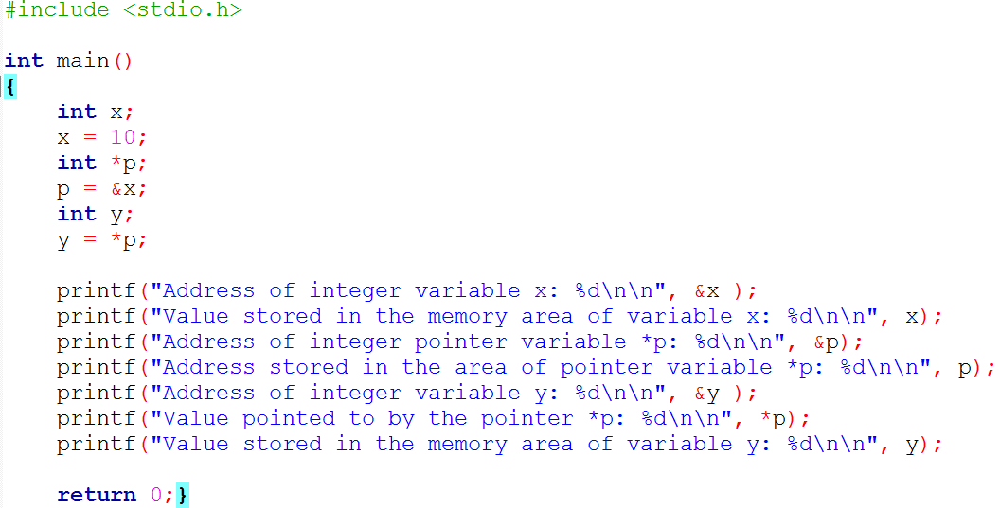 #include <stdio.h>
int main()
{
int x;
x = 10;
int *p;
p = &x;
int y;
y = *p;
printf("Address of integer variable x: %d\n\n", &x );
printf("Value stored in the memory area of variable x: %d\n\n", x);
printf("Address of integer pointer variable *p: %d\n\n", &p);
printf("Address stored in the area of pointer variable *p: %d\n\n", p);
printf("Address of integer variable y: %d\n\n", &y );
printf("Value pointed to by the pointer *p: %d\n\n", *p);
printf("Value stored in the memory area of variable y: %d\n\n", y);
return 0;}